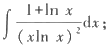 ∫ (1+ln x)/(x ln x)² dx;